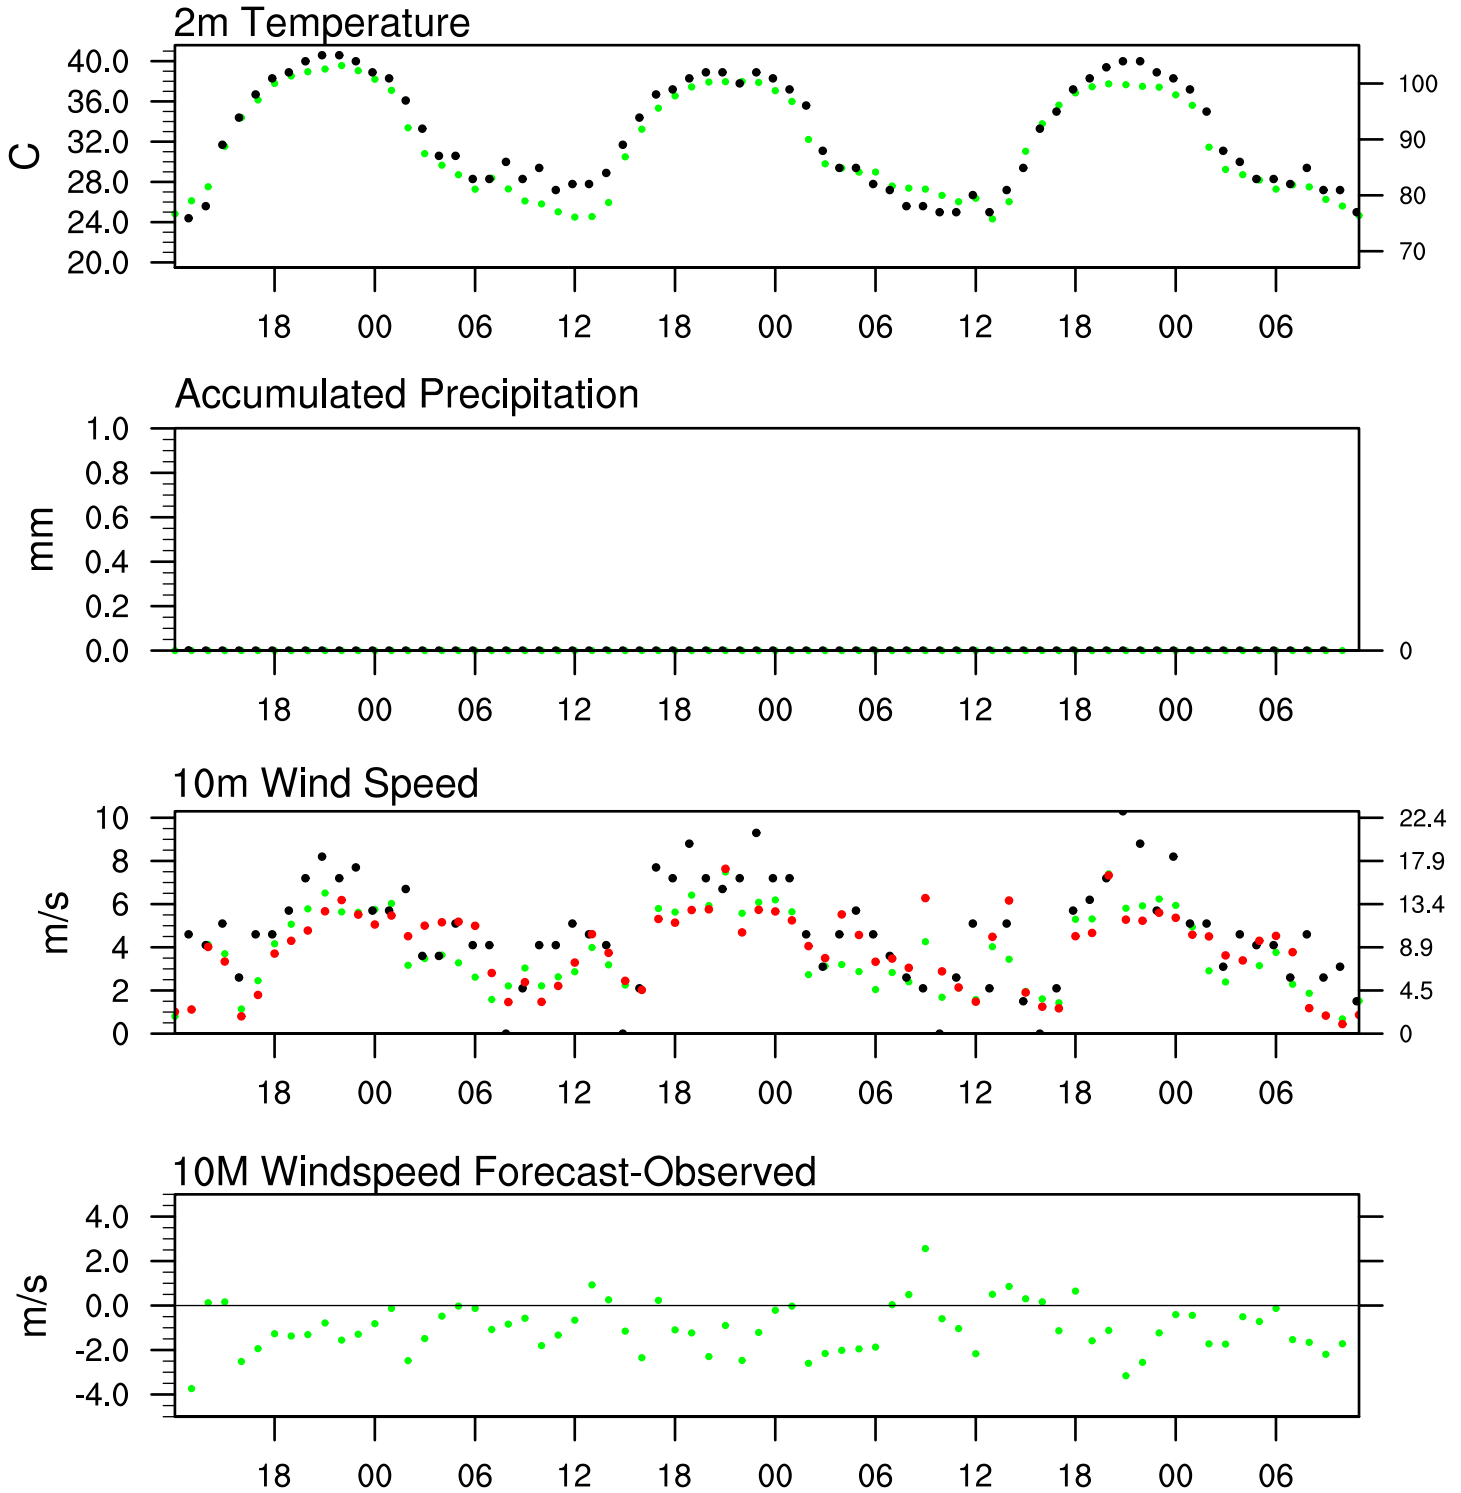 2m Temperature
C
40.0
36.0
32.0
28.0
24.0
20.0
100
90
80
70
18 00 06 12 18 00 06 12 18 00 06
Accumulated Precipitation
mm
1.0
0.8
0.6
0.4
0.2
0.0
0
18 00 06 12 18 00 06 12 18 00 06
10m Wind Speed
m/s
10
8
6
4
2
0
22.4
17.9
13.4
8.9
4.5
0
18 00 06 12 18 00 06 12 18 00 06
10M Windspeed Forecast-Observed
m/s
4.0
2.0
0.0
-2.0
-4.0
18 00 06 12 18 00 06 12 18 00 06